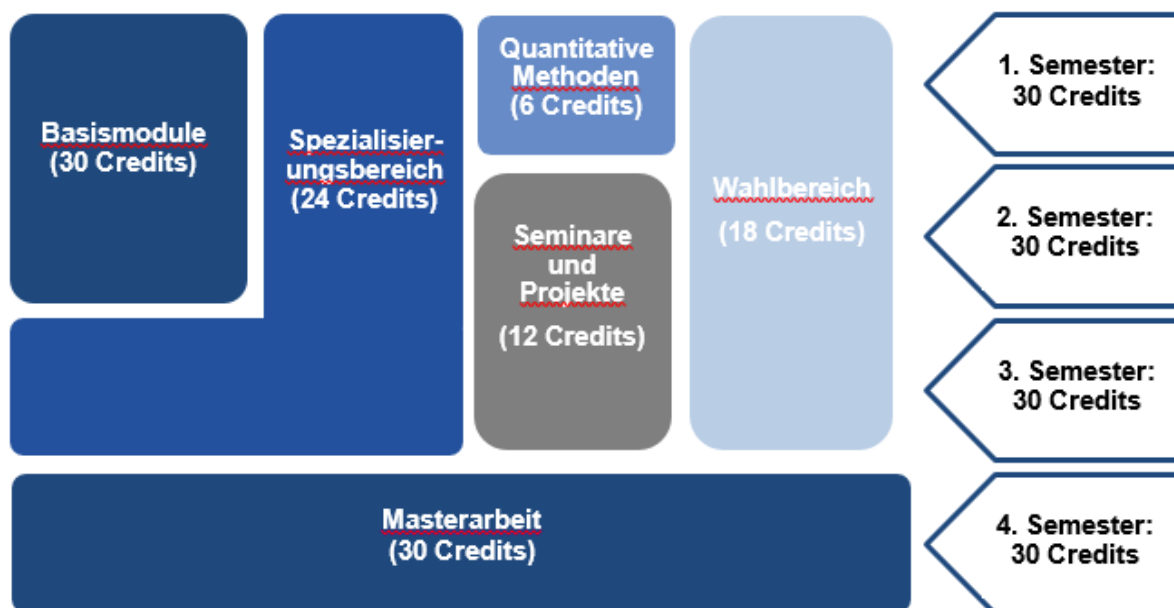 Basismodule
(30 Credits)
Spezialisier-
ungsbereich
(24 Credits)
Quantitative
Methoden
(6 Credits)
Seminare
und
Projekte
(12 Credits)
Wahlbereich
(18 Credits)
1. Semester:
30 Credits
2. Semester:
30 Credits
3. Semester:
30 Credits
Masterarbeit
(30 Credits)
4. Semester:
30 Credits